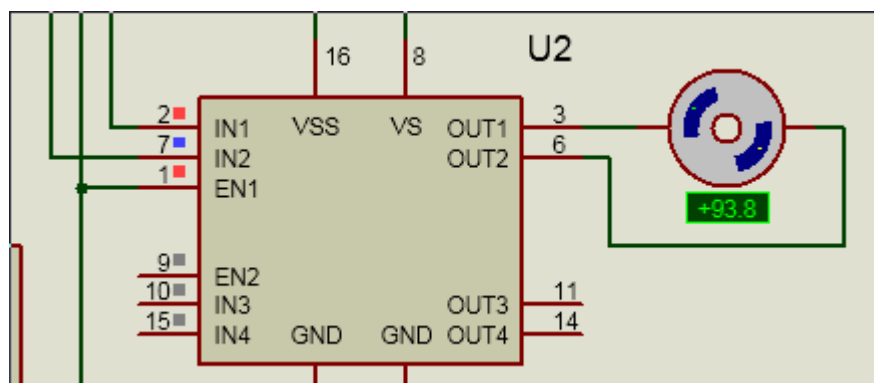 U2
16 8
2 IN1 VSS VS OUT1 3
7 IN2 OUT2 6
1 EN1
+93.8
9 EN2
10 IN3 OUT3 11
15 IN4 GND GND OUT4 14